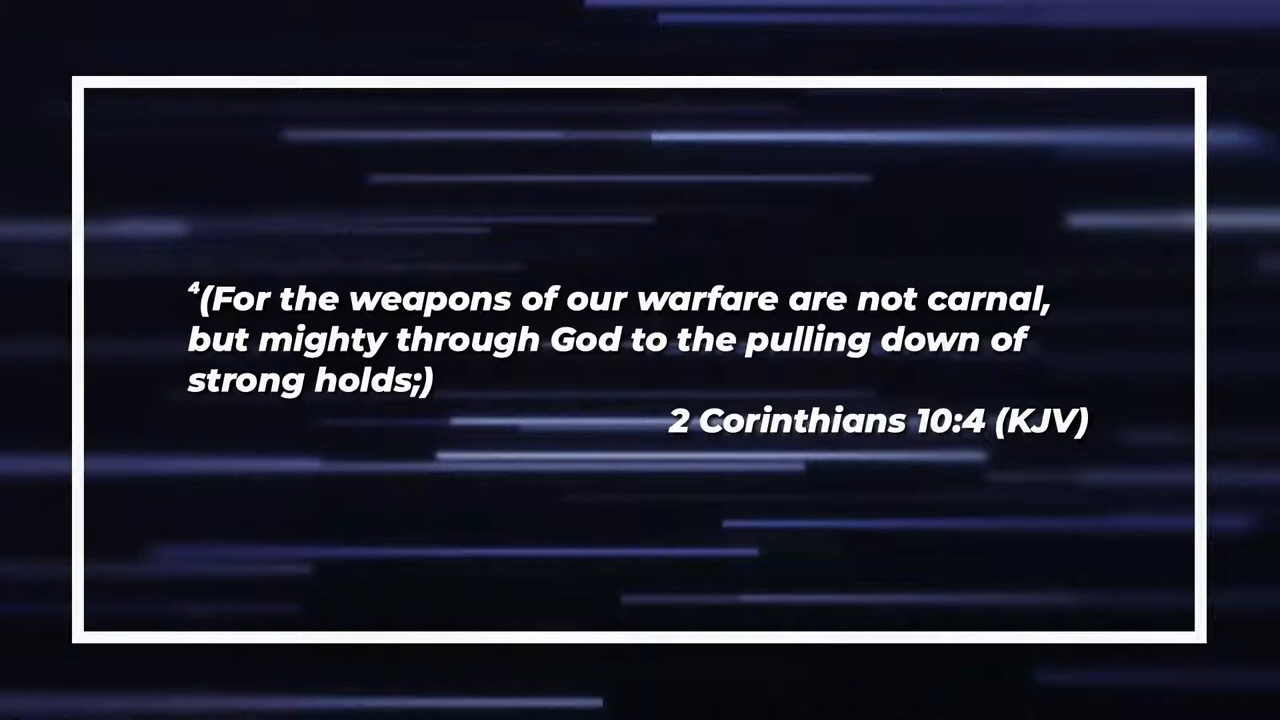 ⁴(For the weapons of our warfare are not carnal,
but mighty through God to the pulling down of
strong holds;)
2 Corinthians 10:4 (KJV)